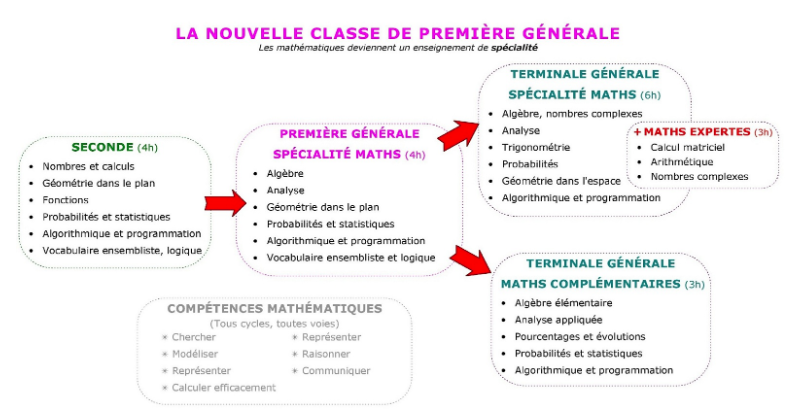 LA NOUVELLE CLASSE DE PREMIÈRE GÉNÉRALE
Les mathématiques deviennent un enseignement de spécialité
SECONDE (4h)
• Nombres et calculs
• Géométrie dans le plan
• Fonctions
• Probabilités et statistiques
• Algorithmique et programmation
• Vocabulaire ensembliste, logique
PREMIÈRE GÉNÉRALE
SPÉCIALITÉ MATHS (4h)
• Algèbre
• Analyse
• Géométrie dans le plan
• Probabilités et statistiques
• Algorithmique et programmation
• Vocabulaire ensembliste et logique
TERMINALE GÉNÉRALE
SPÉCIALITÉ MATHS (6h)
• Algèbre, nombres complexes
• Analyse
• Trigonométrie
• Probabilités
• Géométrie dans l'espace
• Algorithmique et programmation
+ MATHS EXPERTES (3h)
• Calcul matriciel
• Arithmétique
• Nombres complexes
TERMINALE GÉNÉRALE
MATHS COMPLÉMENTAIRES (3h)
• Algèbre élémentaire
• Analyse appliquée
• Pourcentages et évolutions
• Probabilités et statistiques
• Algorithmique et programmation
COMPÉTENCES MATHÉMATIQUES
(Tous cycles, toutes voies)
✶ Chercher
✶ Modéliser
✶ Représenter
✶ Calculer efficacement
✶ Représenter
✶ Raisonner
✶ Communiquer